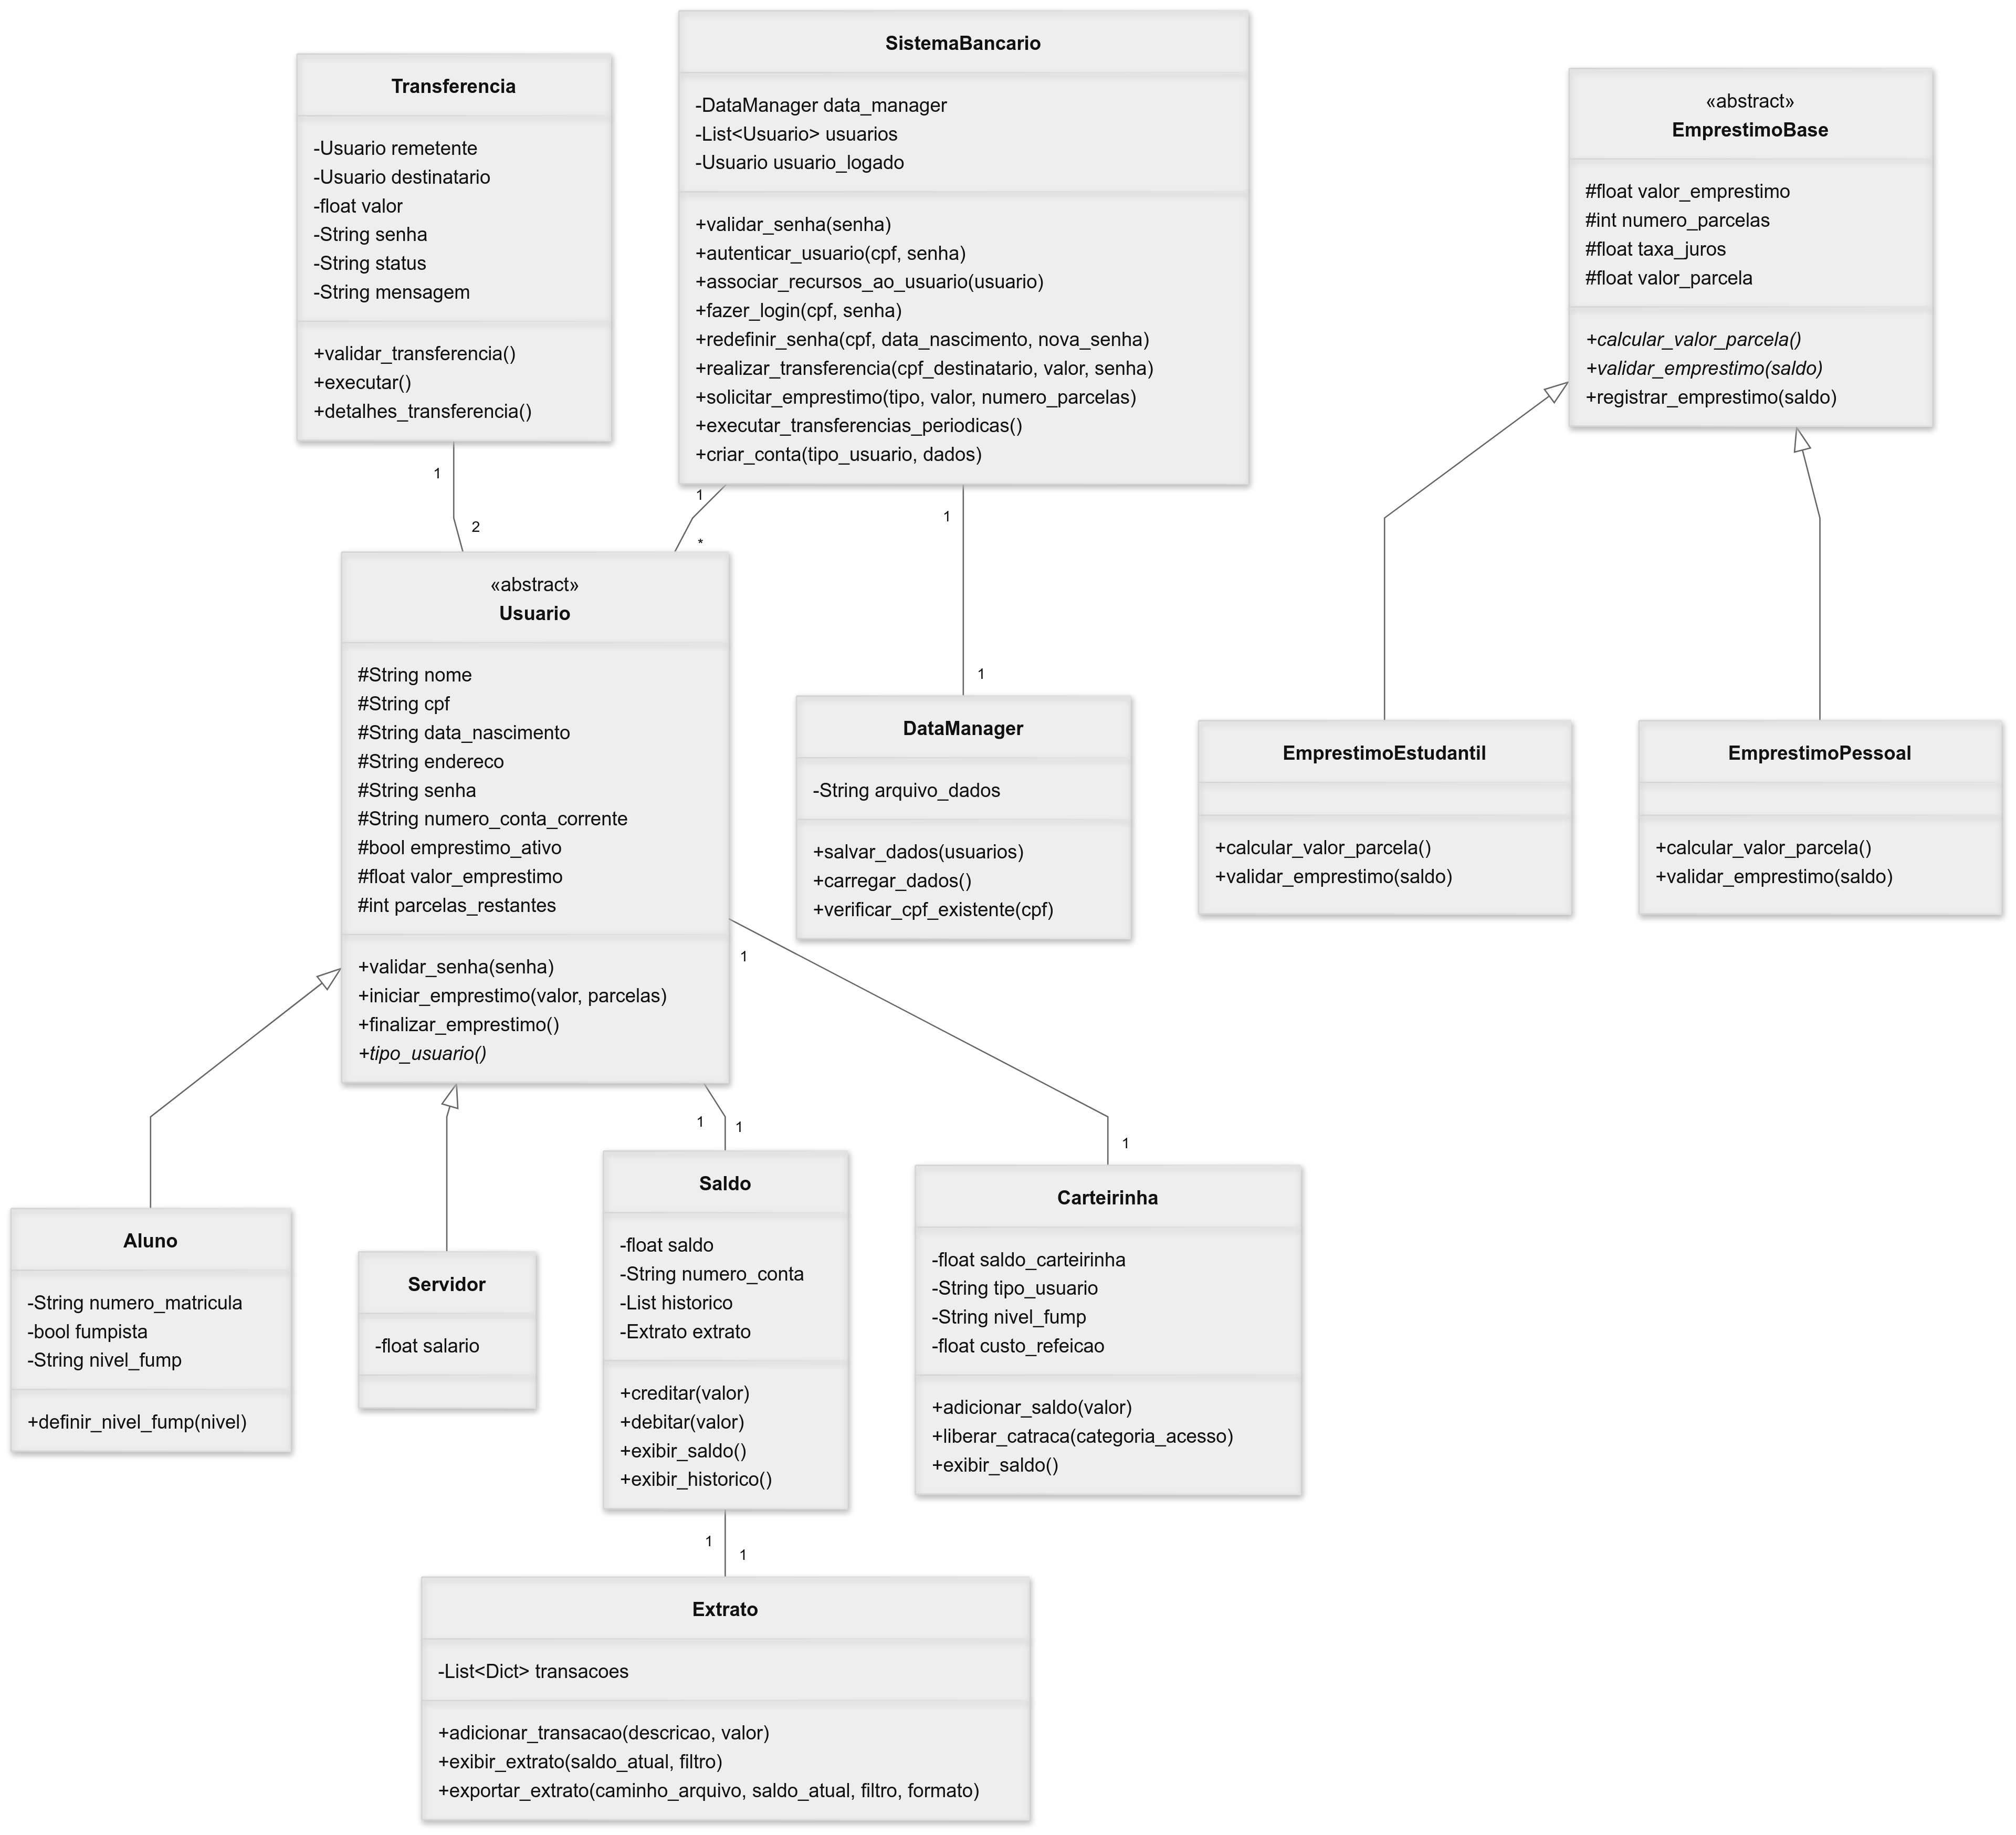 Transferencia
-Usuario remetente
-Usuario destinatario
-float valor
-String senha
-String status
-String mensagem
+validar_transferencia()
+executar()
+detalhes_transferencia()
SistemaBancario
-DataManager data_manager
-List<Usuario> usuarios
-Usuario usuario_logado
+validar_senha(senha)
+autenticar_usuario(cpf, senha)
+associar_recursos_ao_usuario(usuario)
+fazer_login(cpf, senha)
+redefinir_senha(cpf, data_nascimento, nova_senha)
+realizar_transferencia(cpf_destinatario, valor, senha)
+solicitar_emprestimo(tipo, valor, numero_parcelas)
+executar_transferencias_periodicas()
+criar_conta(tipo_usuario, dados)
«abstract»
EmprestimoBase
#float valor_emprestimo
#int numero_parcelas
#float taxa_juros
#float valor_parcela
+calcular_valor_parcela()
+validar_emprestimo(saldo)
+registrar_emprestimo(saldo)
1
2
1
*
1
1
«abstract»
Usuario
#String nome
#String cpf
#String data_nascimento
#String endereco
#String senha
#String numero_conta_corrente
#bool emprestimo_ativo
#float valor_emprestimo
#int parcelas_restantes
+validar_senha(senha)
+iniciar_emprestimo(valor, parcelas)
+finalizar_emprestimo()
+tipo_usuario()
DataManager
-String arquivo_dados
+salvar_dados(usuarios)
+carregar_dados()
+verificar_cpf_existente(cpf)
EmprestimoEstudantil
+calcular_valor_parcela()
+validar_emprestimo(saldo)
EmprestimoPessoal
+calcular_valor_parcela()
+validar_emprestimo(saldo)
1
1
1
1
Aluno
-String numero_matricula
-bool fumpista
-String nivel_fump
+definir_nivel_fump(nivel)
Servidor
-float salario
Saldo
-float saldo
-String numero_conta
-List historico
-Extrato extrato
+creditar(valor)
+debitar(valor)
+exibir_saldo()
+exibir_historico()
Carteirinha
-float saldo_carteirinha
-String tipo_usuario
-String nivel_fump
-float custo_refeicao
+adicionar_saldo(valor)
+liberar_catraca(categoria_acesso)
+exibir_saldo()
1
1
Extrato
-List<Dict> transacoes
+adicionar_transacao(descricao, valor)
+exibir_extrato(saldo_atual, filtro)
+exportar_extrato(caminho_arquivo, saldo_atual, filtro, formato)